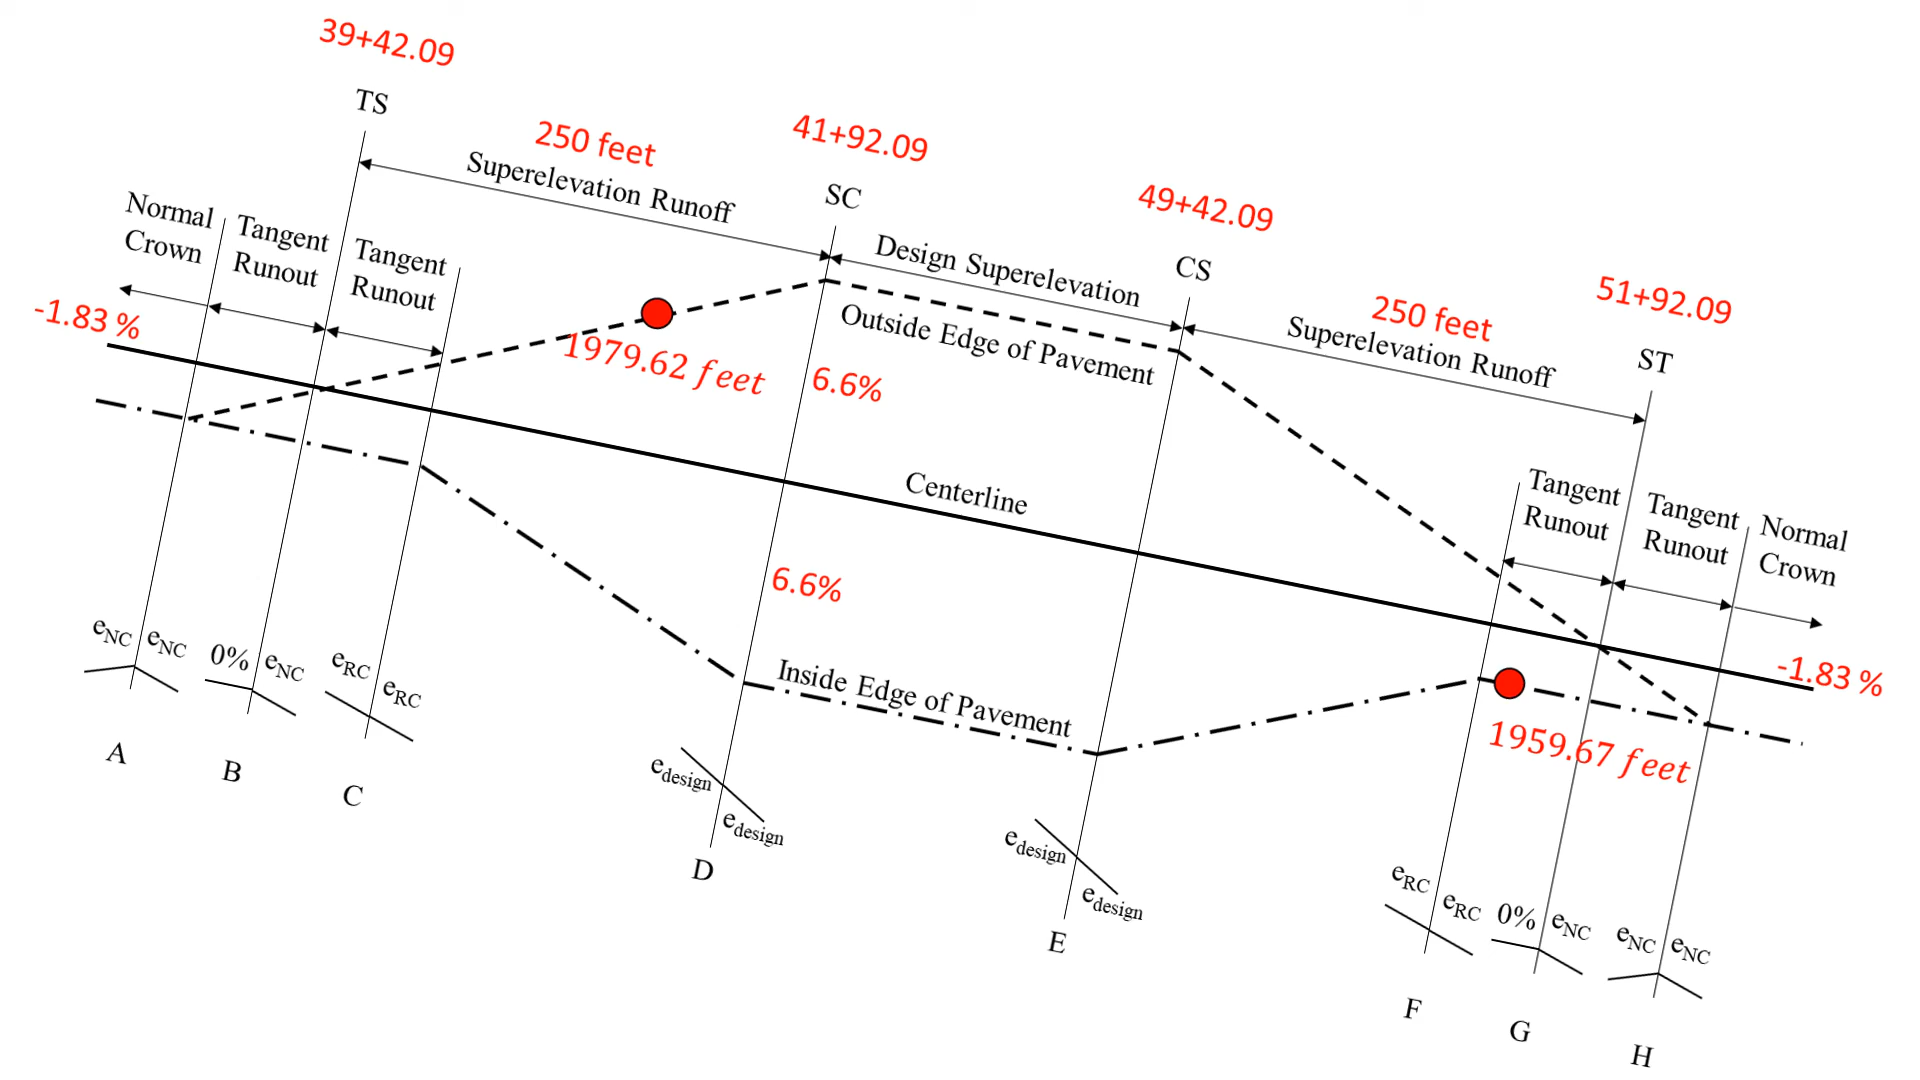 39+42.09
TS
250 feet
Superelevation Runoff
41+92.09
SC
49+42.09
CS
Design Superelevation
51+92.09
ST
250 feet
Superelevation Runoff
Normal
Crown
Tangent
Runout
Tangent
Runout
-1.83 %
1979.62 feet
6.6%
Outside Edge of Pavement
Centerline
6.6%
Inside Edge of Pavement
Tangent
Runout
Tangent
Runout
Normal
Crown
-1.83 %
1959.67 feet
eNC eNC
0% eNC
eRC eRC
edesign
edesign
edesign
edesign
eRC eRC
0% eNC
eNC eNC
A
B
C
D
E
F
G
H